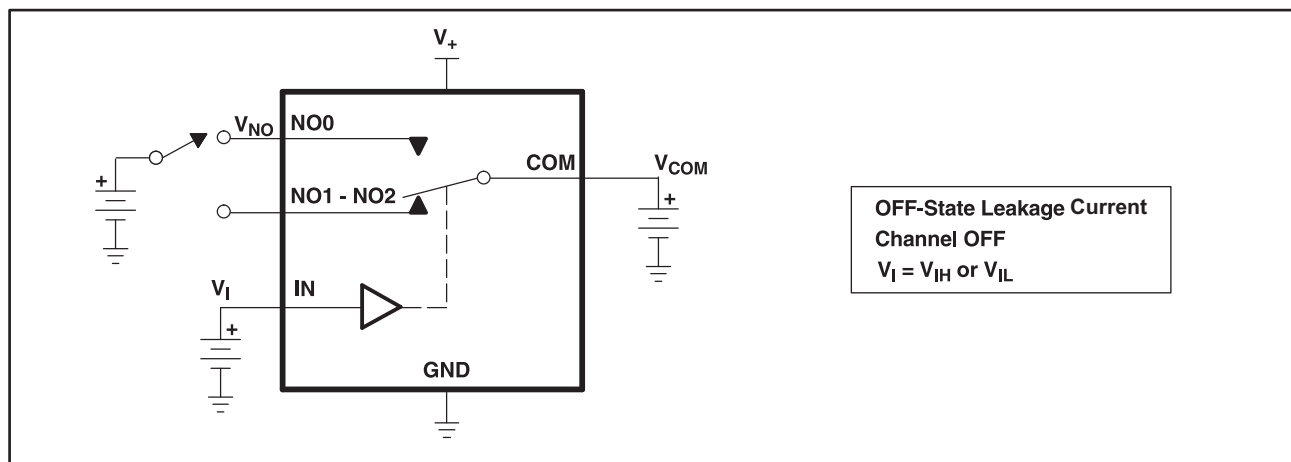 V+
VNO NO0
+
NO1 - NO2
COM
VCOM
+
VI
IN
+
GND
OFF-State Leakage Current
Channel OFF
VI = VIH or VIL